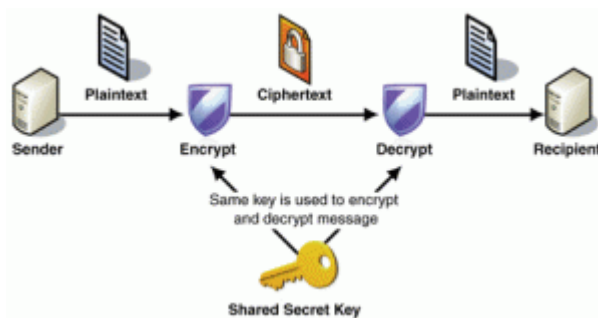 Plaintext
Ciphertext
Plaintext
Sender
Encrypt
Decrypt
Recipient
Same key is used to encrypt
and decrypt message
Shared Secret Key